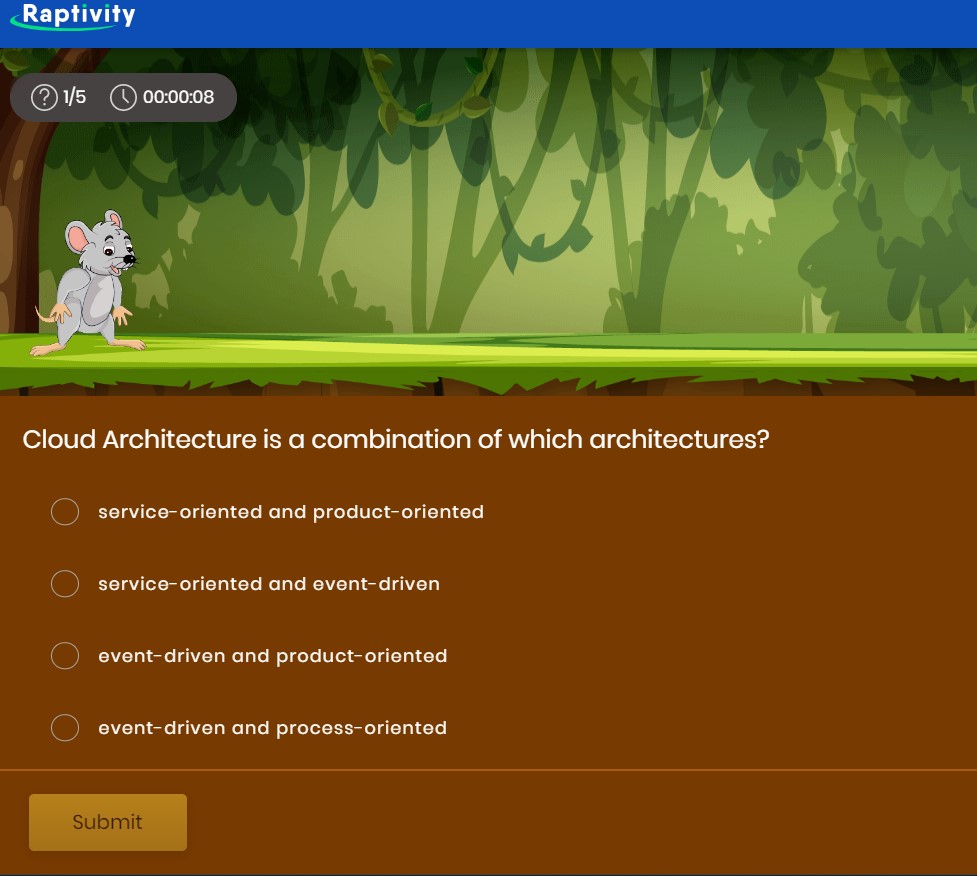 Raptivity
? 1/5 00:00:08
Cloud Architecture is a combination of which architectures?
service-oriented and product-oriented
service-oriented and event-driven
event-driven and product-oriented
event-driven and process-oriented
Submit